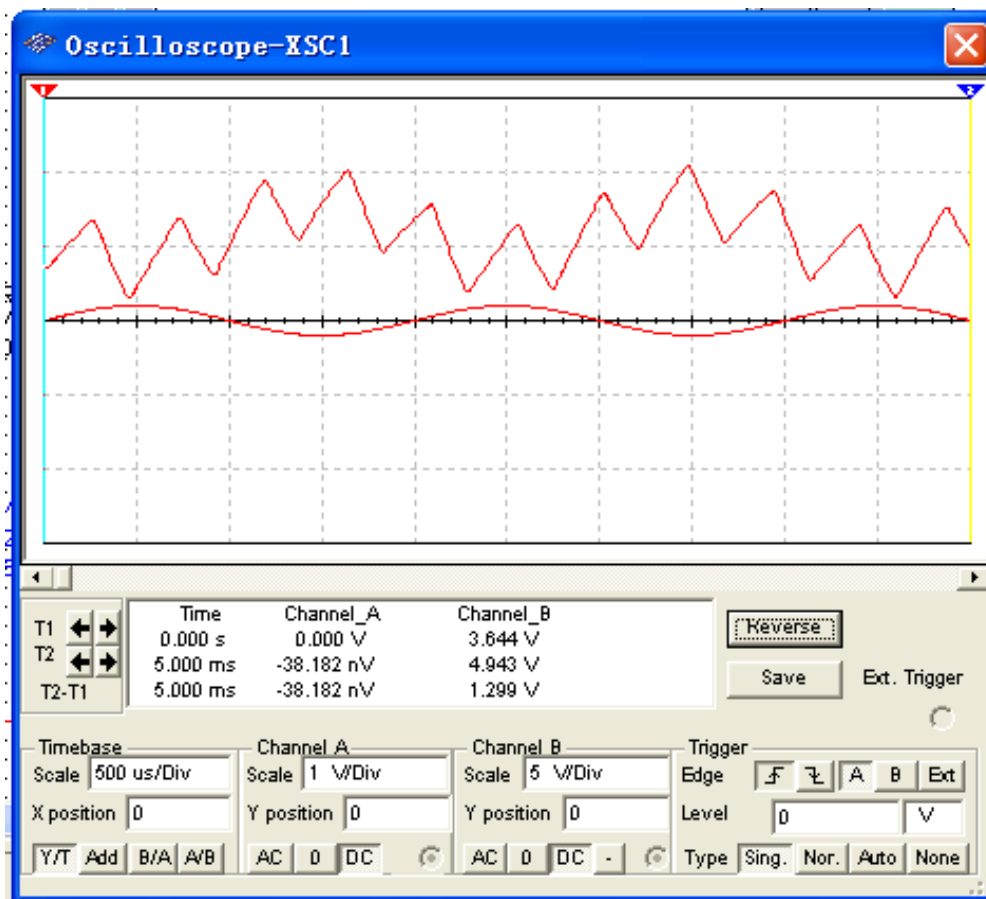 Oscilloscope-XSC1
1 2
Time Channel_A Channel_B
T1 0.000 s 0.000 V 3.644 V
T2 5.000 ms -38.182 nV 4.943 V
T2-T1 5.000 ms -38.182 nV 1.299 V
Reverse
Save
Ext. Trigger
Timebase
Scale 500 us/Div
X position 0
Y/T Add B/A A/B
Channel A
Scale 1 V/Div
Y position 0
AC 0 DC
Channel B
Scale 5 V/Div
Y position 0
AC 0 DC -
Trigger
Edge A B Ext
Level 0 V
Type Sing. Nor. Auto None